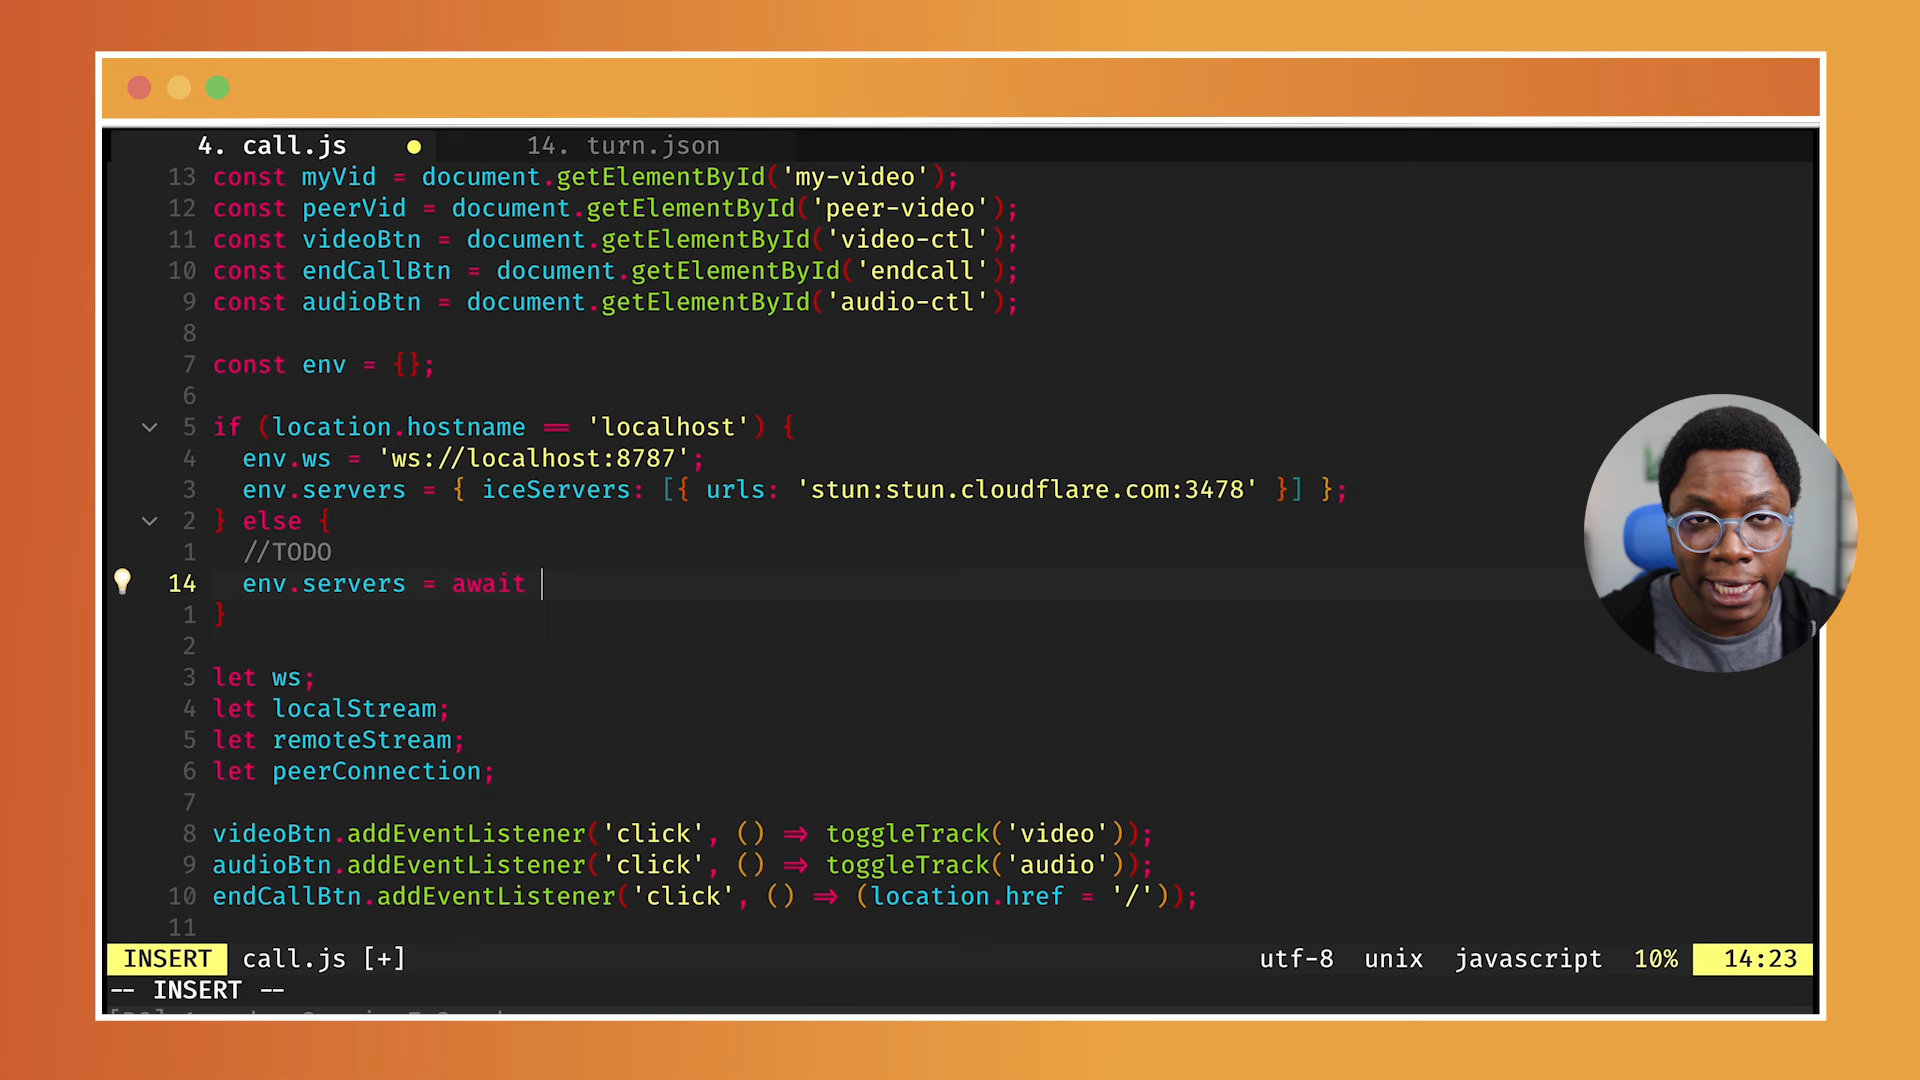 4. call.js
14. turn.json
13 const myVid = document.getElementById('my-video');
12 const peerVid = document.getElementById('peer-video');
11 const videoBtn = document.getElementById('video-ctl');
10 const endCallBtn = document.getElementById('endcall');
9 const audioBtn = document.getElementById('audio-ctl');
8
7 const env = {};
6
5 if (location.hostname == 'localhost') {
4 env.ws = 'ws://localhost:8787';
3 env.servers = { iceServers: [{ urls: 'stun:stun.cloudflare.com:3478' }] };
2 } else {
1 //TODO
14 env.servers = await
1 }
2
3 let ws;
4 let localStream;
5 let remoteStream;
6 let peerConnection;
7
8 videoBtn.addEventListener('click', () => toggleTrack('video'));
9 audioBtn.addEventListener('click', () => toggleTrack('audio'));
10 endCallBtn.addEventListener('click', () => (location.href = '/'));
11
INSERT call.js [+] utf-8 unix javascript 10% 14:23
-- INSERT --